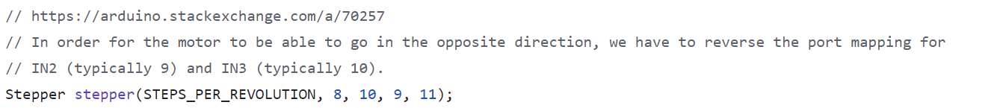 // https://arduino.stackexchange.com/a/70257
// In order for the motor to be able to go in the opposite direction, we have to reverse the port mapping for
// IN2 (typically 9) and IN3 (typically 10).
Stepper stepper(STEPS_PER_REVOLUTION, 8, 10, 9, 11);